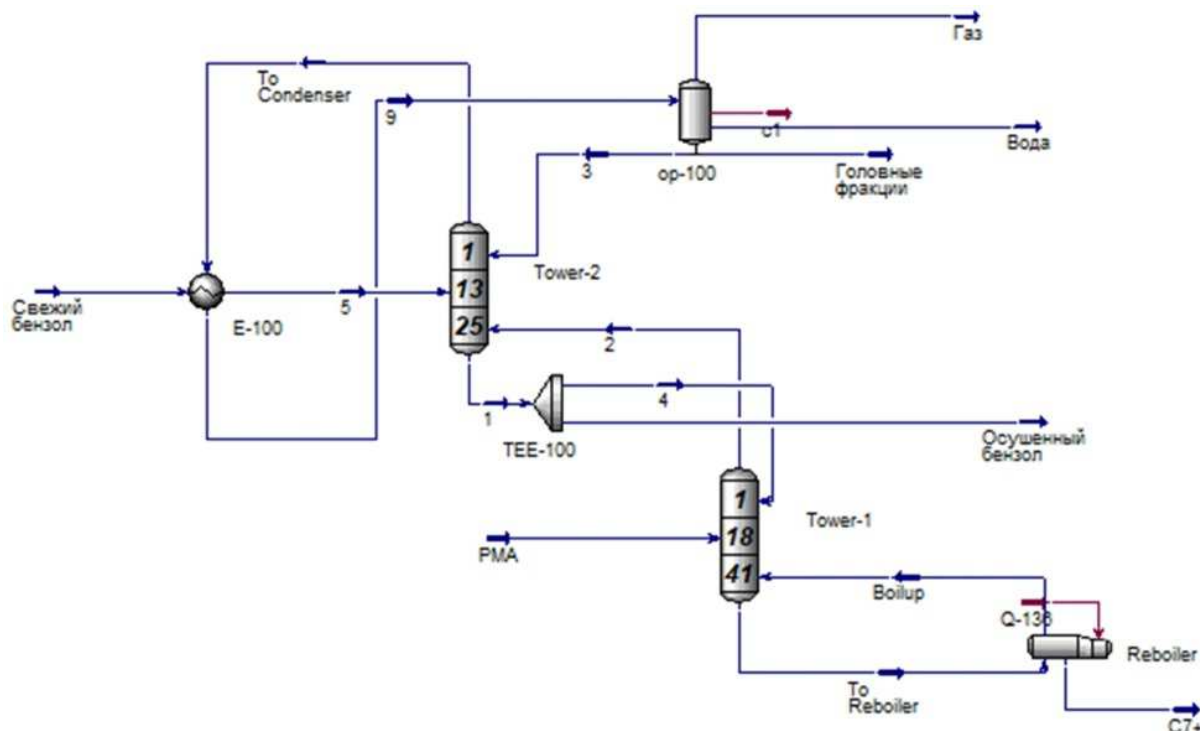 Газ
To
Condenser
9
c1
Вода
3
op-100
Головные
фракции
1
Tower-2
Свежий
бензол
E-100
5
13
25
2
4
1
TEE-100
Осушенный
бензол
1
Tower-1
PMA
18
41
Boilup
Q-136
Reboiler
To
Reboiler
C7+